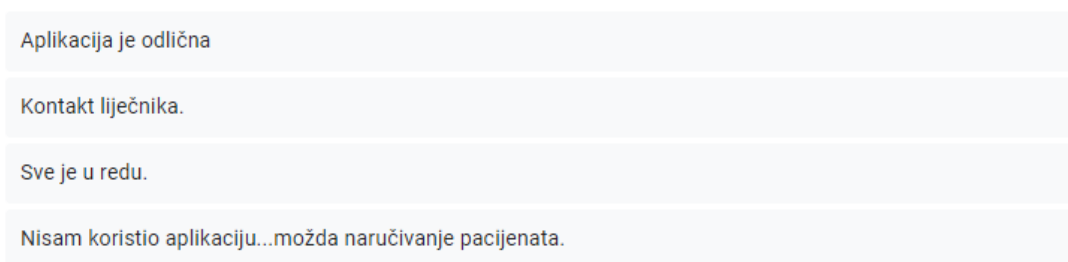 Aplikacija je odlična
Kontakt liječnika.
Sve je u redu.
Nisam koristio aplikaciju...možda naručivanje pacijenata.